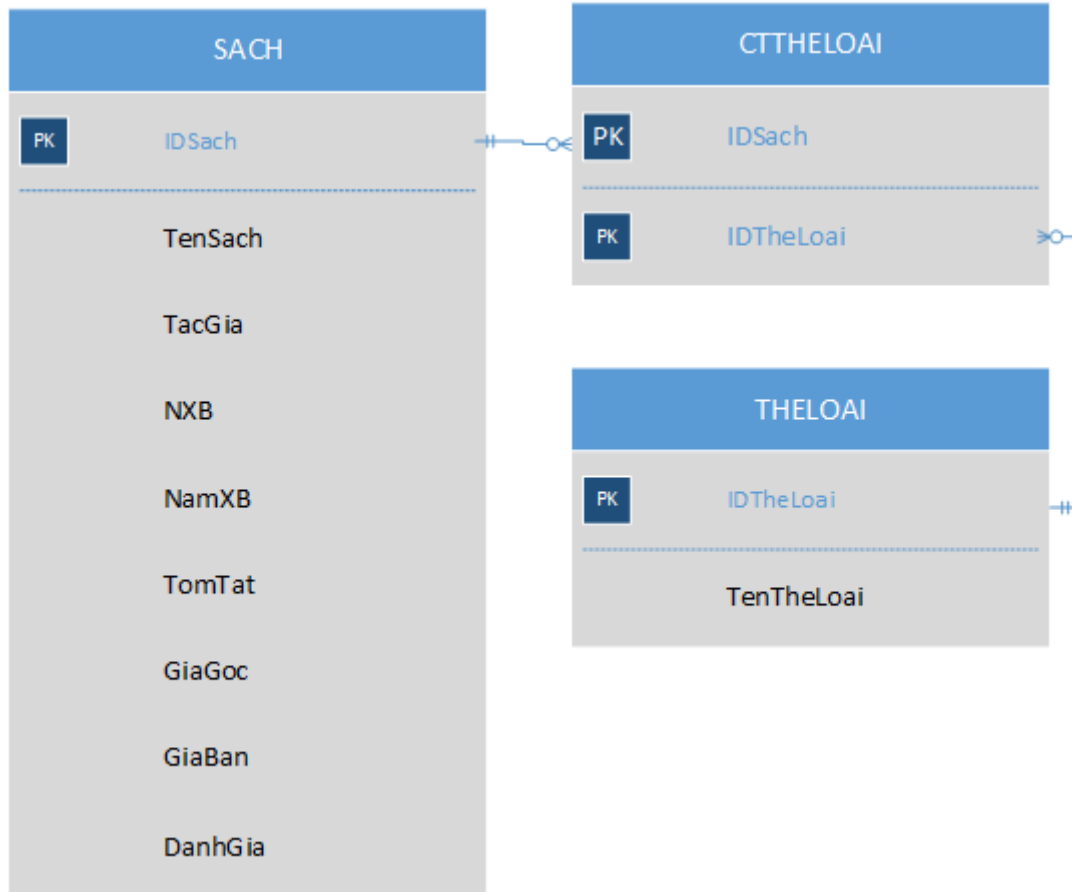 SACH
PK IDSach
TenSach
TacGia
NXB
NamXB
TomTat
GiaGoc
GiaBan
DanhGia
CTTHELOAI
PK IDSach
PK IDTheLoai
THELOAI
PK IDTheLoai
TenTheLoai